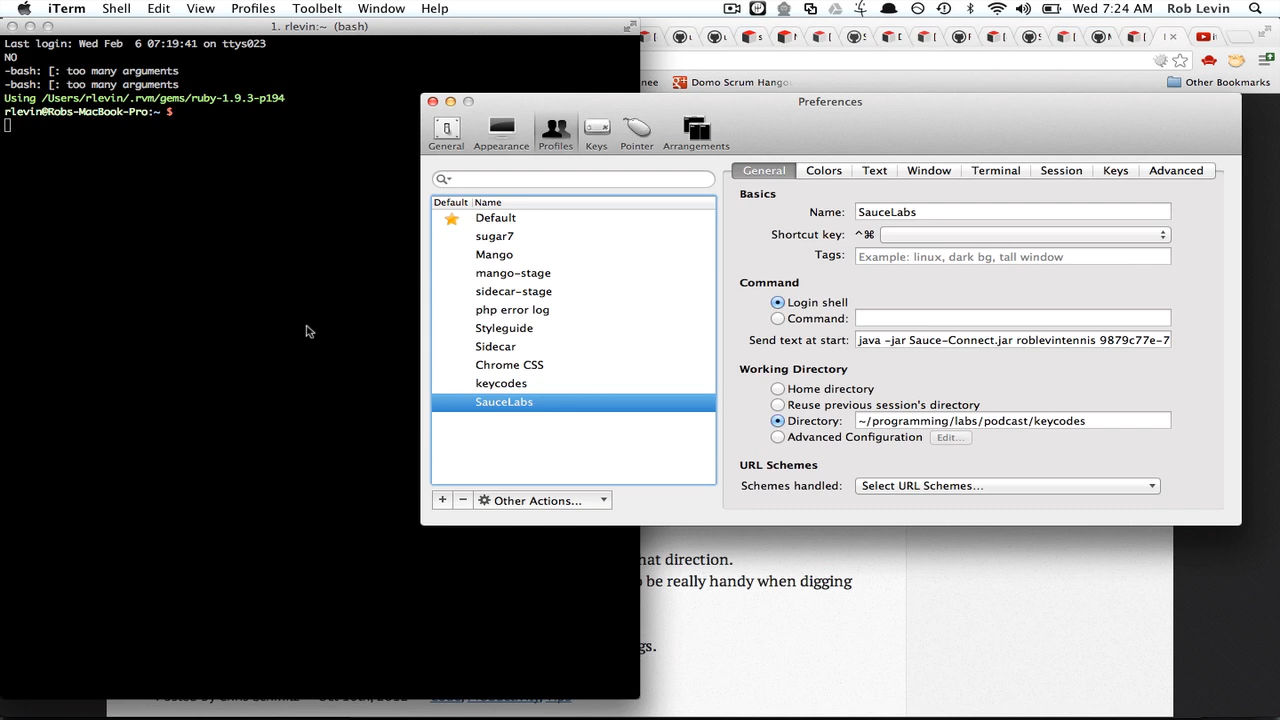 iTerm Shell Edit View Profiles Toolbelt Window Help Wed 7:24 AM Rob Levin
1. rlevin:~ (bash)
Last login: Wed Feb 6 07:19:41 on ttys023
NO
-bash: [: too many arguments
-bash: [: too many arguments
Using /Users/rlevin/.rvm/gems/ruby-1.9.3-p194
rlevin@Robs-MacBook-Pro:~ $
nee Domo Scrum Hango Other Bookmarks
Preferences
General Appearance Profiles Keys Pointer Arrangements
Default Name
Default
sugar7
Mango
mango-stage
sidecar-stage
php error log
Styleguide
Sidecar
Chrome CSS
keycodes
SauceLabs
+ − Other Actions...
General Colors Text Window Terminal Session Keys Advanced
Basics
Name: SauceLabs
Shortcut key: ^⌘
Tags: Example: linux, dark bg, tall window
Command
Login shell
Command:
Send text at start: java -jar Sauce-Connect.jar roblevintennis 9879c77e-7
Working Directory
Home directory
Reuse previous session's directory
Directory: ~/programming/labs/podcast/keycodes
Advanced Configuration Edit...
URL Schemes
Schemes handled: Select URL Schemes...
hat direction.
o be really handy when digging
gs.